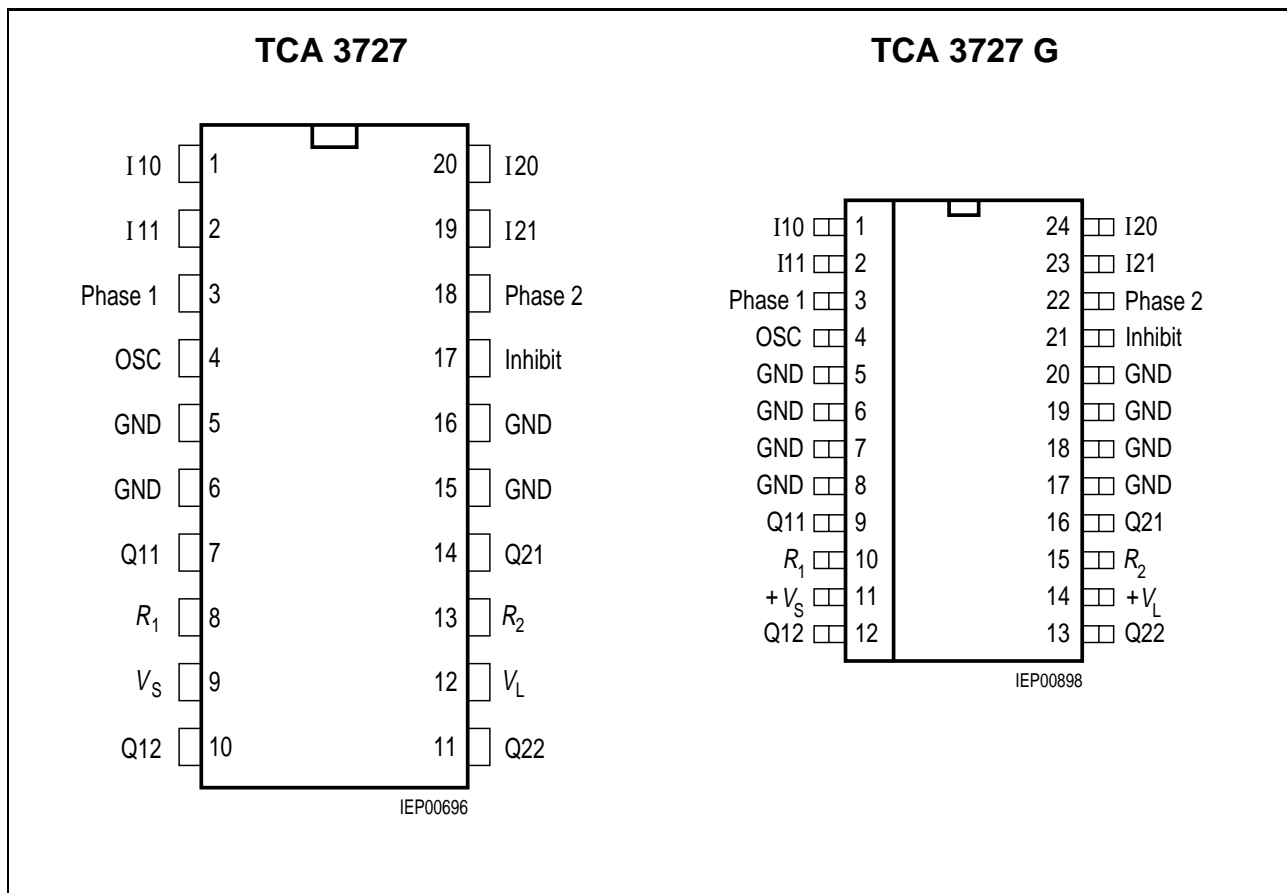 TCA 3727
I10 1 20 I20
I11 2 19 I21
Phase 1 3 18 Phase 2
OSC 4 17 Inhibit
GND 5 16 GND
GND 6 15 GND
Q11 7 14 Q21
R1 8 13 R2
VS 9 12 VL
Q12 10 11 Q22
IEP00696
TCA 3727 G
I10 1 24 I20
I11 2 23 I21
Phase 1 3 22 Phase 2
OSC 4 21 Inhibit
GND 5 20 GND
GND 6 19 GND
GND 7 18 GND
GND 8 17 GND
Q11 9 16 Q21
R1 10 15 R2
+VS 11 14 +VL
Q12 12 13 Q22
IEP00898